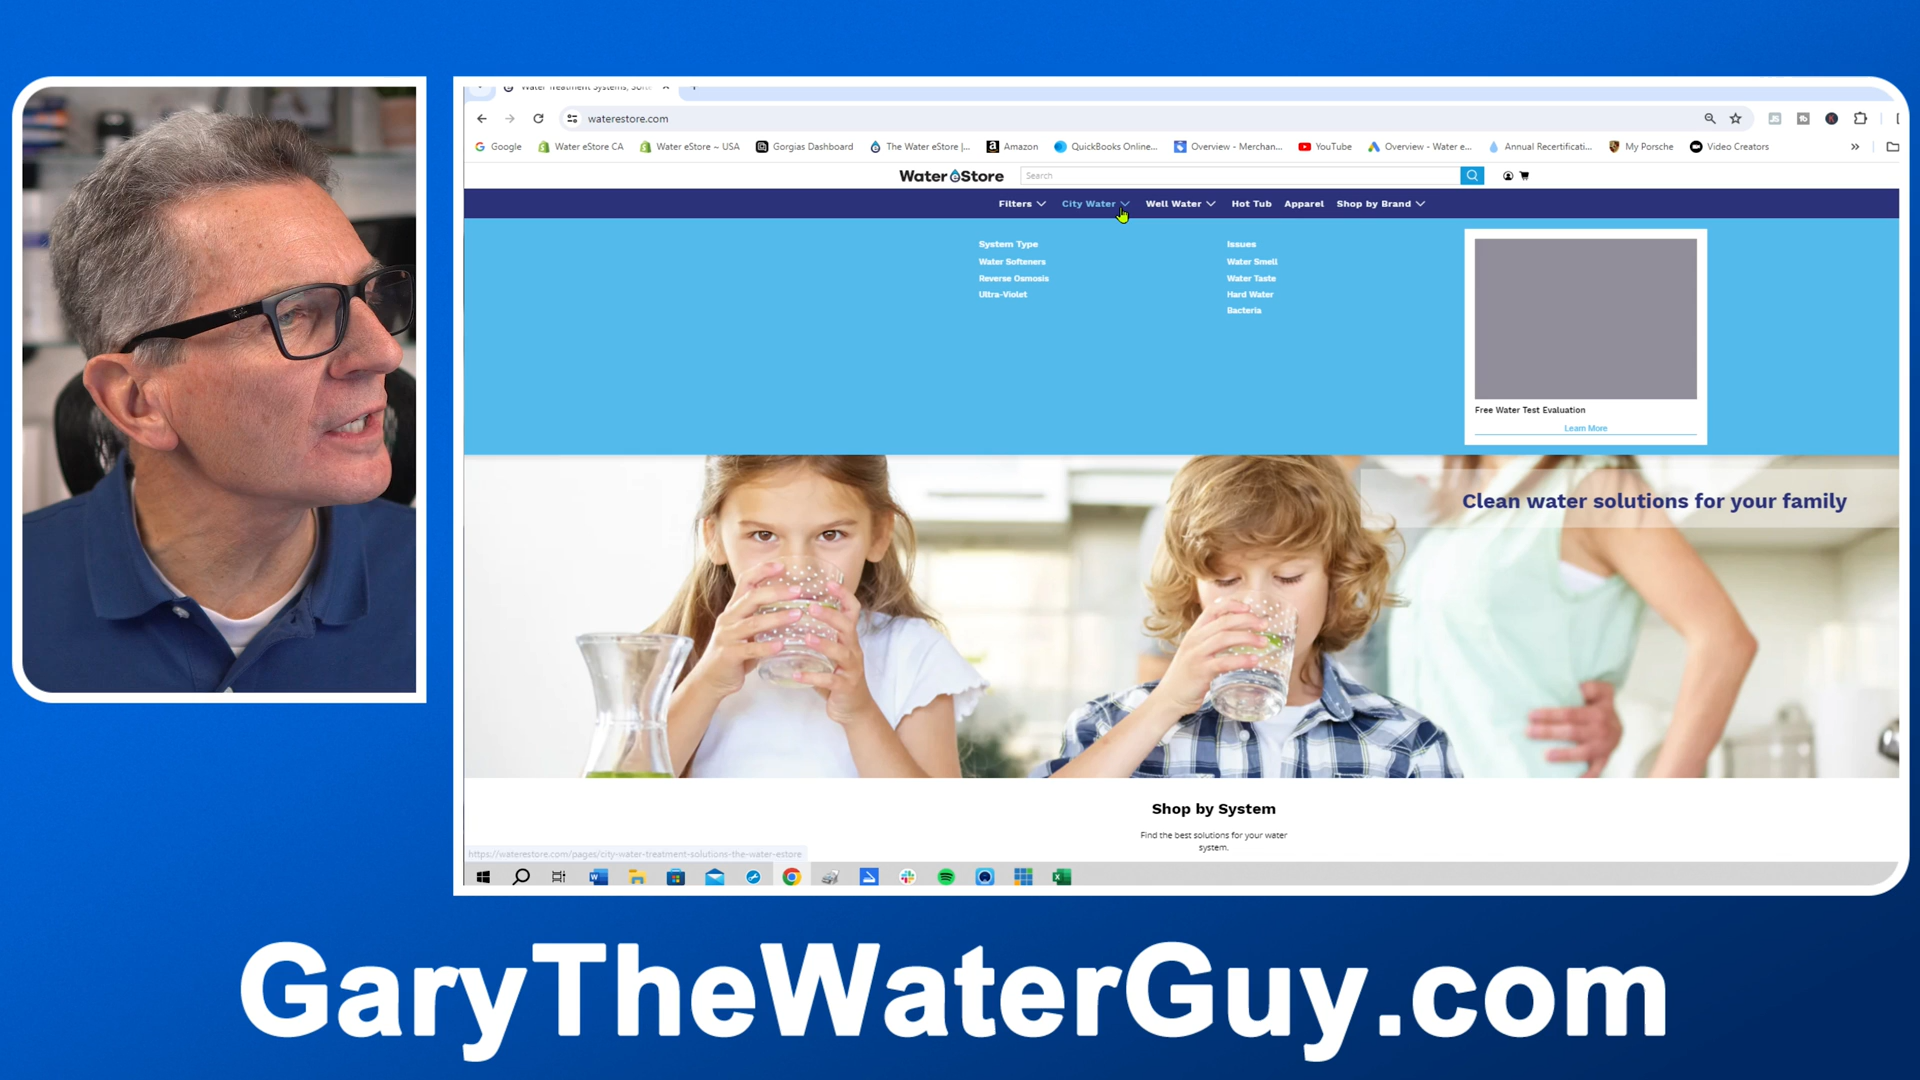 waterestore.com
Google Water eStore CA Water eStore ~ USA Gorgias Dashboard The Water eStore |... Amazon QuickBooks Online... Overview - Merchan... YouTube Overview - Water e... Annual Recertificati... My Porsche Video Creators
Water eStore Search
Filters City Water Well Water Hot Tub Apparel Shop by Brand
System Type
Water Softeners
Reverse Osmosis
Ultra-Violet
Issues
Water Smell
Water Taste
Hard Water
Bacteria
Free Water Test Evaluation
Learn More
Clean water solutions for your family
Shop by System
Find the best solutions for your water
system.
https://waterestore.com/pages/city-water-treatment-solutions-the-water-estore
GaryTheWaterGuy.com